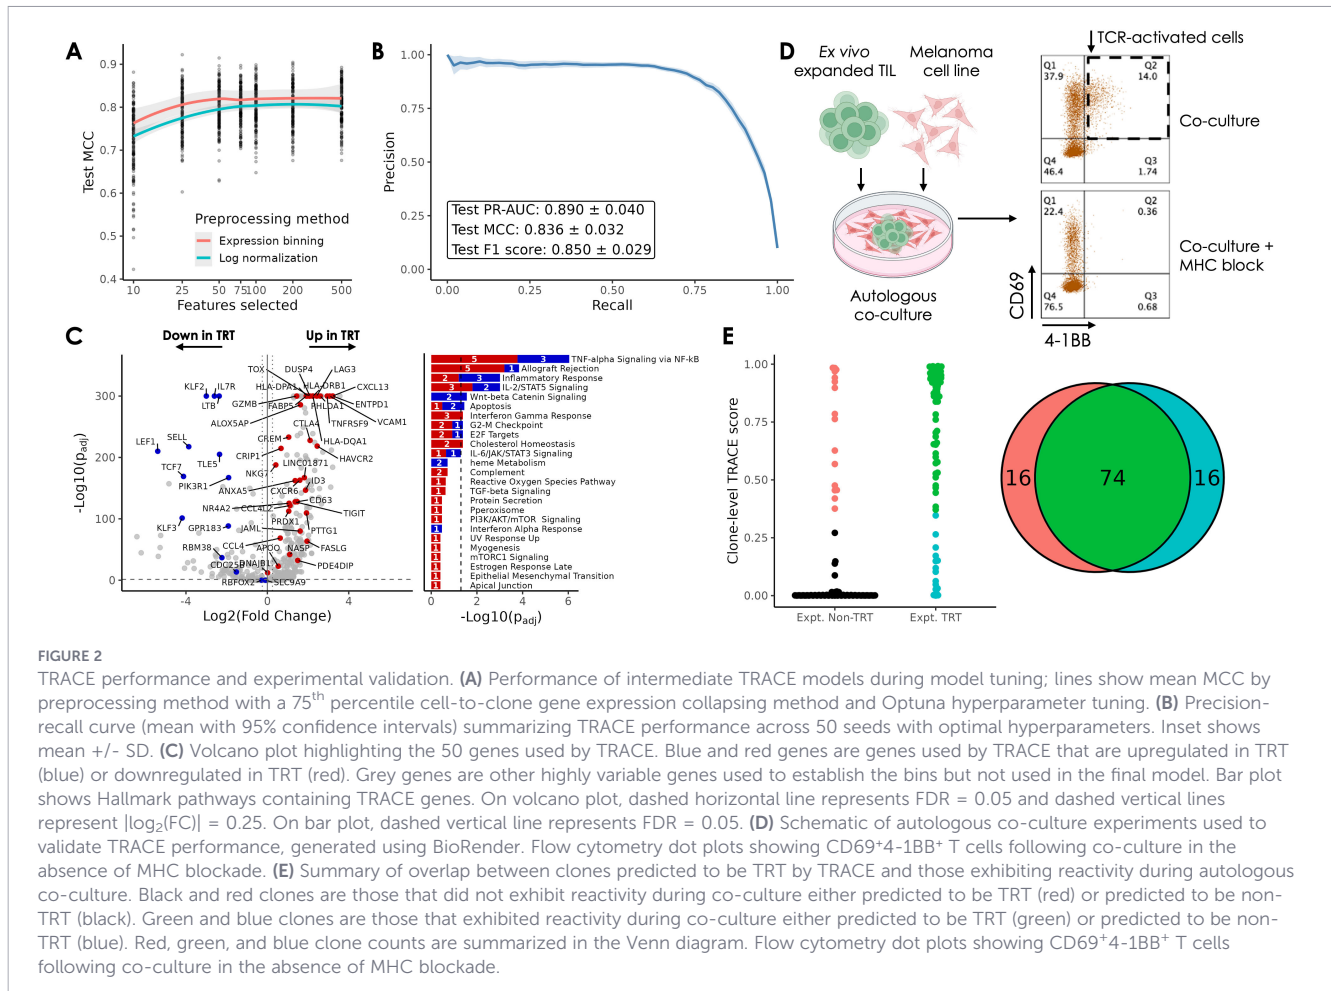 A
Test MCC
0.9
0.8
0.7
0.6
0.5
0.4
Preprocessing method
Expression binning
Log normalization
10
25
50
75
100
200
500
Features selected
B
Precision
1.00
0.75
0.50
0.25
0.00
Test PR-AUC: 0.890 ± 0.040
Test MCC: 0.836 ± 0.032
Test F1 score: 0.850 ± 0.029
0.00
0.25
0.50
0.75
1.00
Recall
D
Ex vivo
expanded TIL
Melanoma
cell line
Autologous
co-culture
TCR-activated cells
Q1
37.9
Q2
14.0
Q4
46.4
Q3
1.74
Co-culture
Q1
22.4
Q2
0.36
Q4
76.5
Q3
0.68
Co-culture +
MHC block
CD69
4-1BB
C
Down in TRT
Up in TRT
-Log10(padj)
300
200
100
0
TOX
DUSP4
LAG3
KLF2
IL7R
HLA-DPA1
HLA-DRB1
CXCL13
LTB
GZMB
FABP5
PHLDA1
ENTPD1
ALOX5AP
TNFRSF9
VCAM1
CTLA4
LEF1
SELL
CREM
HLA-DQA1
CRIP1
HAVCR2
TCF7
TLE5
NKG7
LINC01871
PIK3R1
ANXA5
CXCR6
ID3
NR4A2
CCL4L2
CD63
TIGIT
KLF3
GPR183
JAML
PRDX1
PTTG1
RBM38
CCL4
APOO
NASP
FASLG
CDC25B
DNAJB1
PDE4DIP
RBFOX2
SLC9A9
-4
0
4
Log2(Fold Change)
5 3 TNF-alpha Signaling via NF-kB
5 1 Allograft Rejection
2 3 Inflammatory Response
3 2 IL-2/STAT5 Signaling
2 Wnt-beta Catenin Signaling
1 2 Apoptosis
3 Interferon Gamma Response
2 1 G2-M Checkpoint
2 1 E2F Targets
2 Cholesterol Homeostasis
1 1 IL-6/JAK/STAT3 Signaling
2 heme Metabolism
2 Complement
1 Reactive Oxygen Species Pathway
1 TGF-beta Signaling
1 Protein Secretion
1 Pperoxisome
1 PI3K/AKT/mTOR Signaling
1 Interferon Alpha Response
1 UV Response Up
1 Myogenesis
1 mTORC1 Signaling
1 Estrogen Response Late
1 Epithelial Mesenchymal Transition
1 Apical Junction
0
2
4
6
-Log10(padj)
E
Clone-level TRACE score
1.00
0.75
0.50
0.25
0.00
Expt. Non-TRT
Expt. TRT
16
74
16
FIGURE 2
TRACE performance and experimental validation. (A) Performance of intermediate TRACE models during model tuning; lines show mean MCC by
preprocessing method with a 75th percentile cell-to-clone gene expression collapsing method and Optuna hyperparameter tuning. (B) Precision-
recall curve (mean with 95% confidence intervals) summarizing TRACE performance across 50 seeds with optimal hyperparameters. Inset shows
mean +/- SD. (C) Volcano plot highlighting the 50 genes used by TRACE. Blue and red genes are genes used by TRACE that are upregulated in TRT
(blue) or downregulated in TRT (red). Grey genes are other highly variable genes used to establish the bins but not used in the final model. Bar plot
shows Hallmark pathways containing TRACE genes. On volcano plot, dashed horizontal line represents FDR = 0.05 and dashed vertical lines
represent |log2(FC)| = 0.25. On bar plot, dashed vertical line represents FDR = 0.05. (D) Schematic of autologous co-culture experiments used to
validate TRACE performance, generated using BioRender. Flow cytometry dot plots showing CD69+4-1BB+ T cells following co-culture in the
absence of MHC blockade. (E) Summary of overlap between clones predicted to be TRT by TRACE and those exhibiting reactivity during autologous
co-culture. Black and red clones are those that did not exhibit reactivity during co-culture either predicted to be TRT (red) or predicted to be non-
TRT (black). Green and blue clones are those that exhibited reactivity during co-culture either predicted to be TRT (green) or predicted to be non-
TRT (blue). Red, green, and blue clone counts are summarized in the Venn diagram. Flow cytometry dot plots showing CD69+4-1BB+ T cells
following co-culture in the absence of MHC blockade.